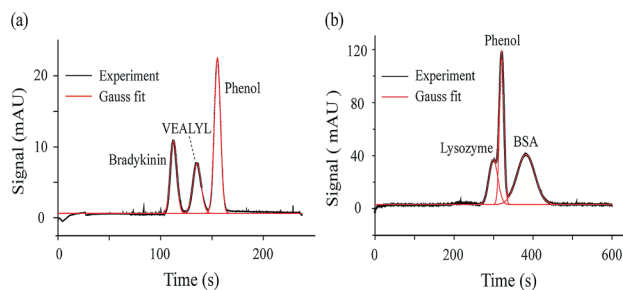 (a)
Signal (mAU)
20
10
0
Experiment
Gauss fit
Bradykinin
VEALYL
Phenol
0
100
200
Time (s)
(b)
Signal ( mAU)
120
80
40
0
Phenol
Experiment
Gauss fit
Lysozyme
BSA
0
200
400
600
Time (s)